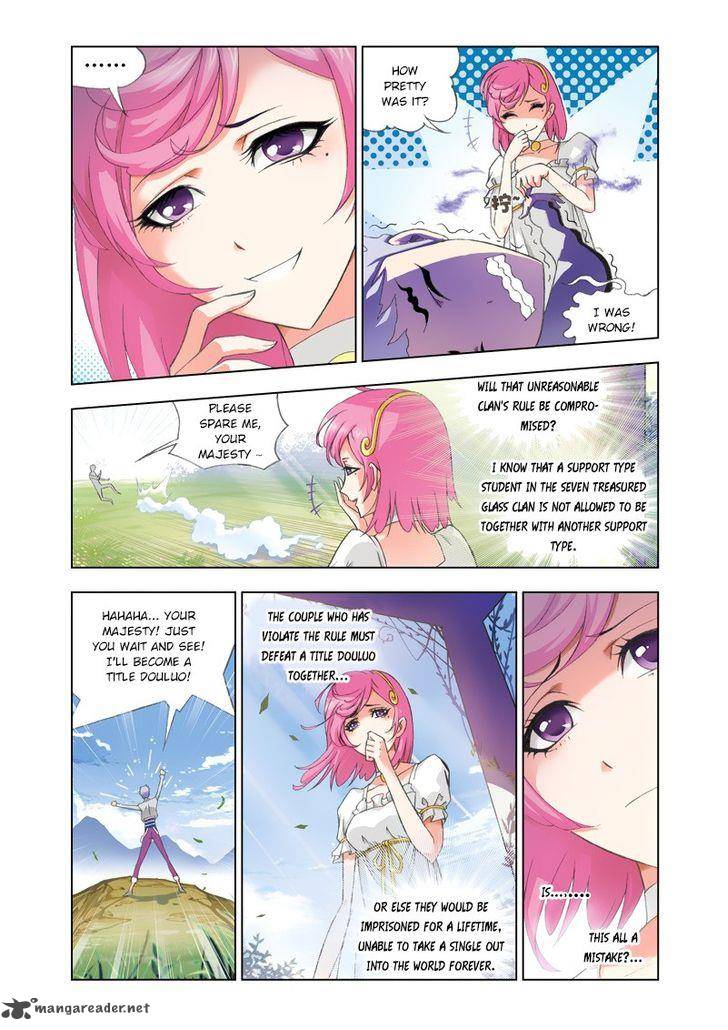 ......
HOW
PRETTY
WAS IT?
拧~
I WAS
WRONG!
PLEASE
SPARE ME,
YOUR
MAJESTY ~
WILL THAT UNREASONABLE
CLAN'S RULE BE COMPRO-
MISED?
I KNOW THAT A SUPPORT TYPE
STUDENT IN THE SEVEN TREASURED
GLASS CLAN IS NOT ALLOWED TO BE
TOGETHER WITH ANOTHER SUPPORT
TYPE.
HAHAHA... YOUR
MAJESTY! JUST
YOU WAIT AND SEE!
I'LL BECOME A
TITLE DOULUO!
THE COUPLE WHO HAS
VIOLATE THE RULE MUST
DEFEAT A TITLE DOULUO
TOGETHER...
OR ELSE THEY WOULD BE
IMPRISONED FOR A LIFETIME,
UNABLE TO TAKE A SINGLE OUT
INTO THE WORLD FOREVER.
IS.........
THIS ALL A
MISTAKE?...
mangareader.net